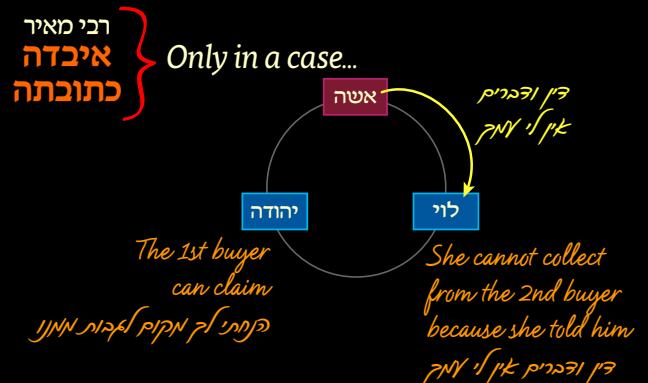 רבי מאיר
איבדה
כתובתה
Only in a case...
אשה
דין ודברים
אין לי עמך
יהודה
לוי
The 1st buyer
can claim
הנחתי לך מקום לגבות ממנו
She cannot collect
from the 2nd buyer
because she told him
דין ודברים אין לי עמך